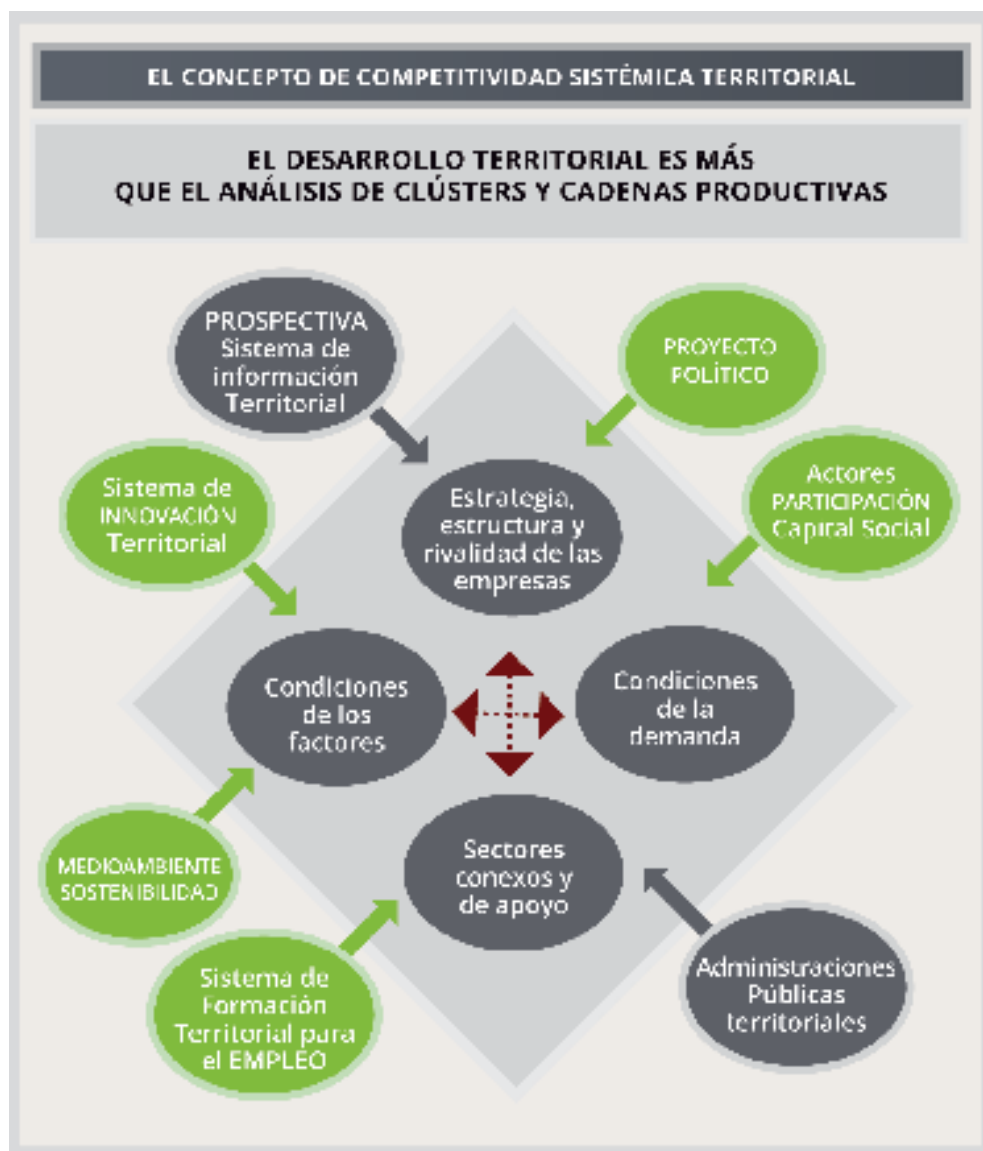 EL CONCEPTO DE COMPETITIVIDAD SISTÉMICA TERRITORIAL
EL DESARROLLO TERRITORIAL ES MÁS
QUE EL ANÁLISIS DE CLÚSTERS Y CADENAS PRODUCTIVAS
PROSPECTIVA
Sistema de
información
Territorial
PROYECTO
POLÍTICO
Sistema de
INNOVACIÓN
Territorial
Estrategia,
estructura y
rivalidad de las
empresas
Actores
PARTICIPACIÓN
Capital Social
Condiciones
de los
factores
Condiciones
de la
demanda
MEDIOAMBIENTE
SOSTENIBILIDAD
Sectores
conexos y
de apoyo
Sistema de
Formación
Territorial para
el EMPLEO
Administraciones
Públicas
territoriales